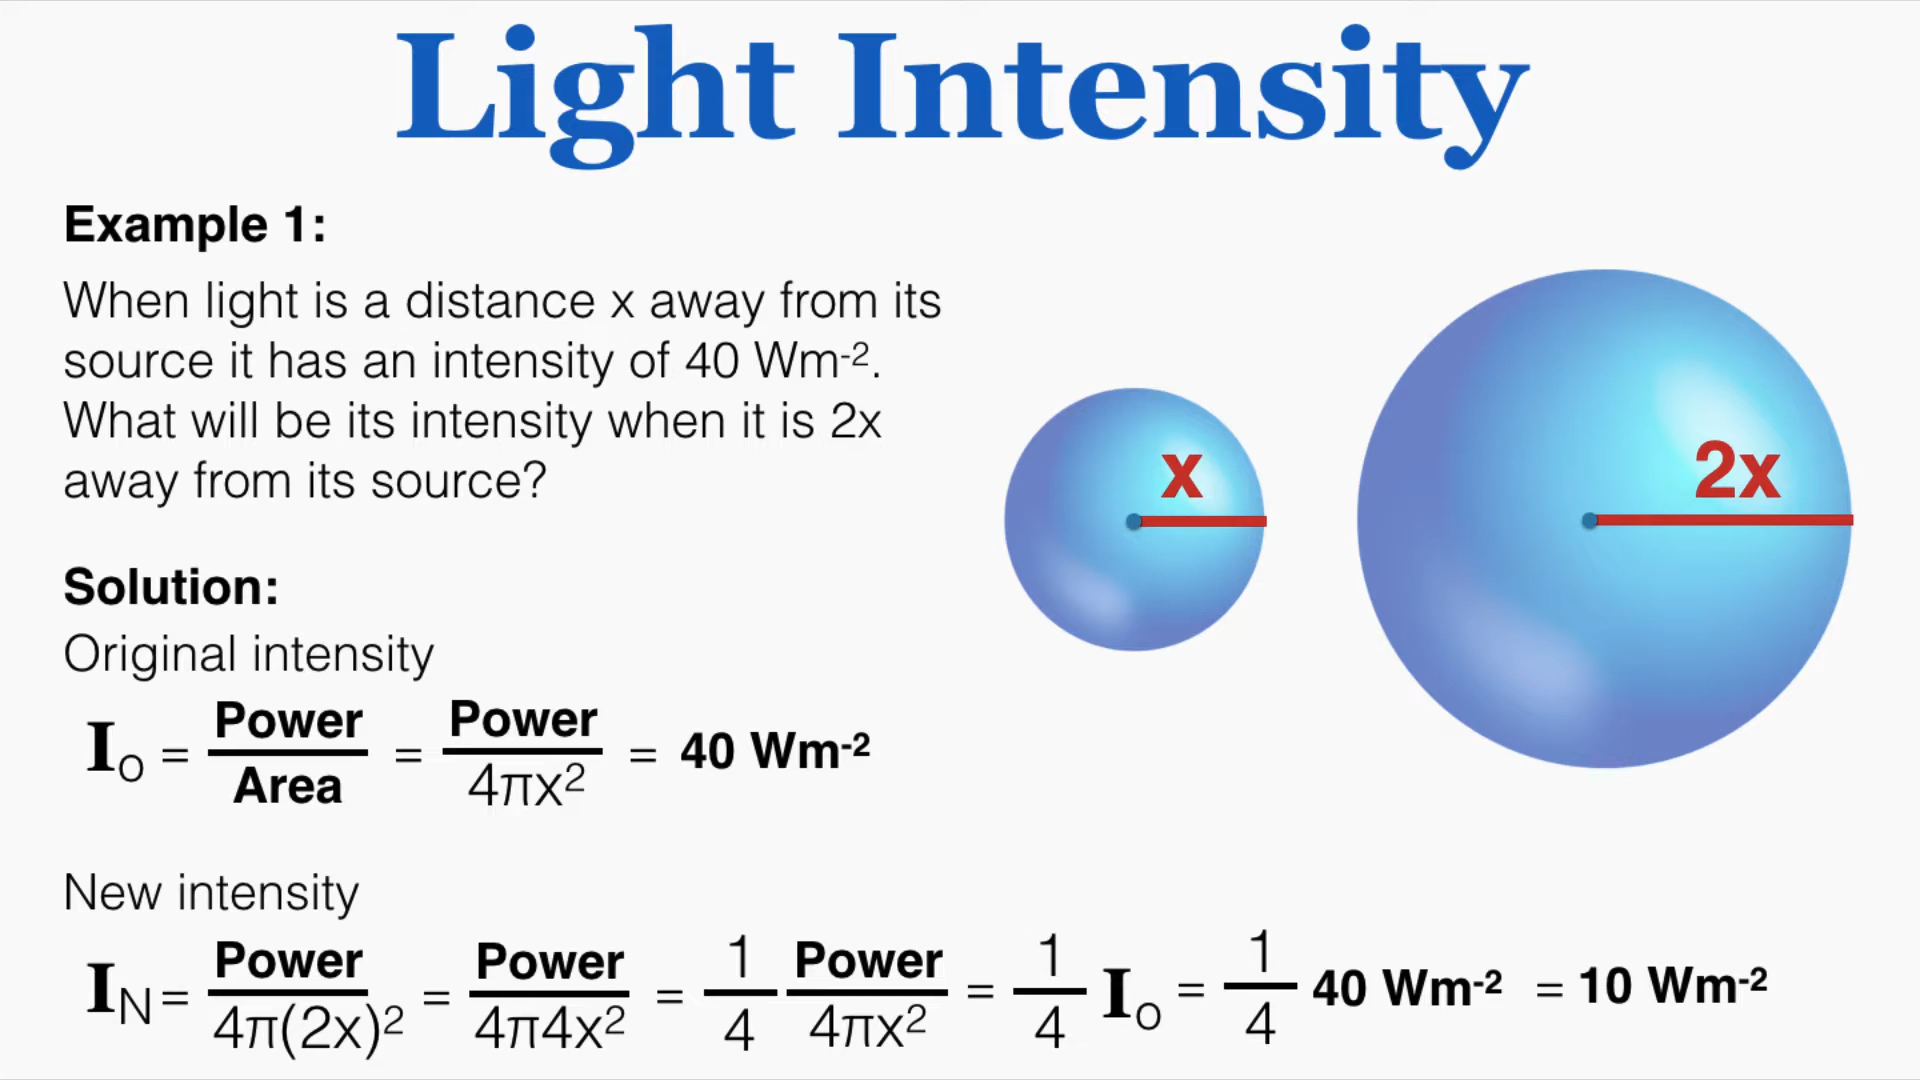 Light Intensity
Example 1:
When light is a distance x away from its
source it has an intensity of 40 Wm⁻².
What will be its intensity when it is 2x
away from its source?
x
2x
Solution:
Original intensity
I₀ = Power/Area = Power/4πx² = 40 Wm⁻²
New intensity
I_N = Power/4π(2x)² = Power/4π4x² = 1/4 Power/4πx² = 1/4 I₀ = 1/4 40 Wm⁻² = 10 Wm⁻²